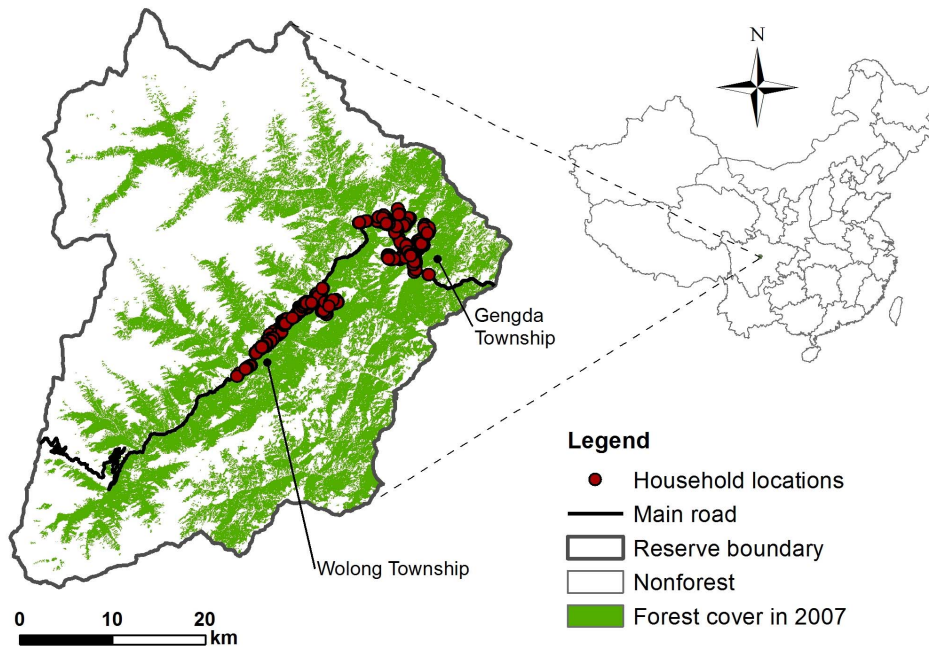 N
Gengda
Township
Wolong Township
Legend
Household locations
Main road
Reserve boundary
Nonforest
Forest cover in 2007
0 10 20
km